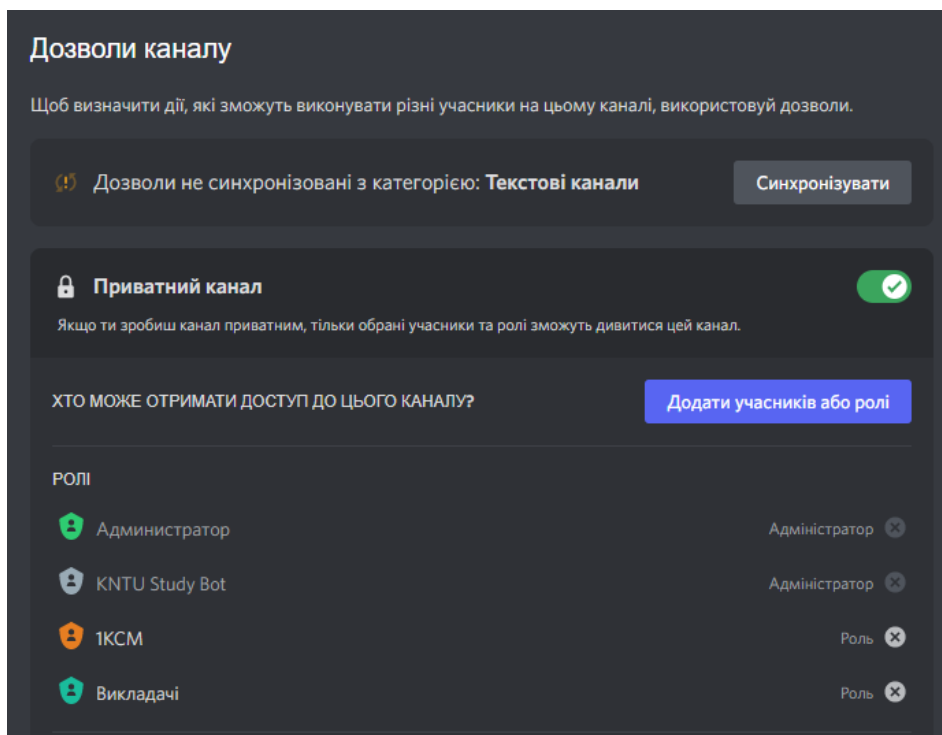 Дозволи каналу
Щоб визначити дії, які зможуть виконувати різні учасники на цьому каналі, використовуй дозволи.
Дозволи не синхронізовані з категорією: Текстові канали
Синхронізувати
Приватний канал
Якщо ти зробиш канал приватним, тільки обрані учасники та ролі зможуть дивитися цей канал.
ХТО МОЖЕ ОТРИМАТИ ДОСТУП ДО ЦЬОГО КАНАЛУ?
Додати учасників або ролі
РОЛІ
Администратор
Адміністратор
KNTU Study Bot
Адміністратор
1КСМ
Роль
Викладачі
Роль